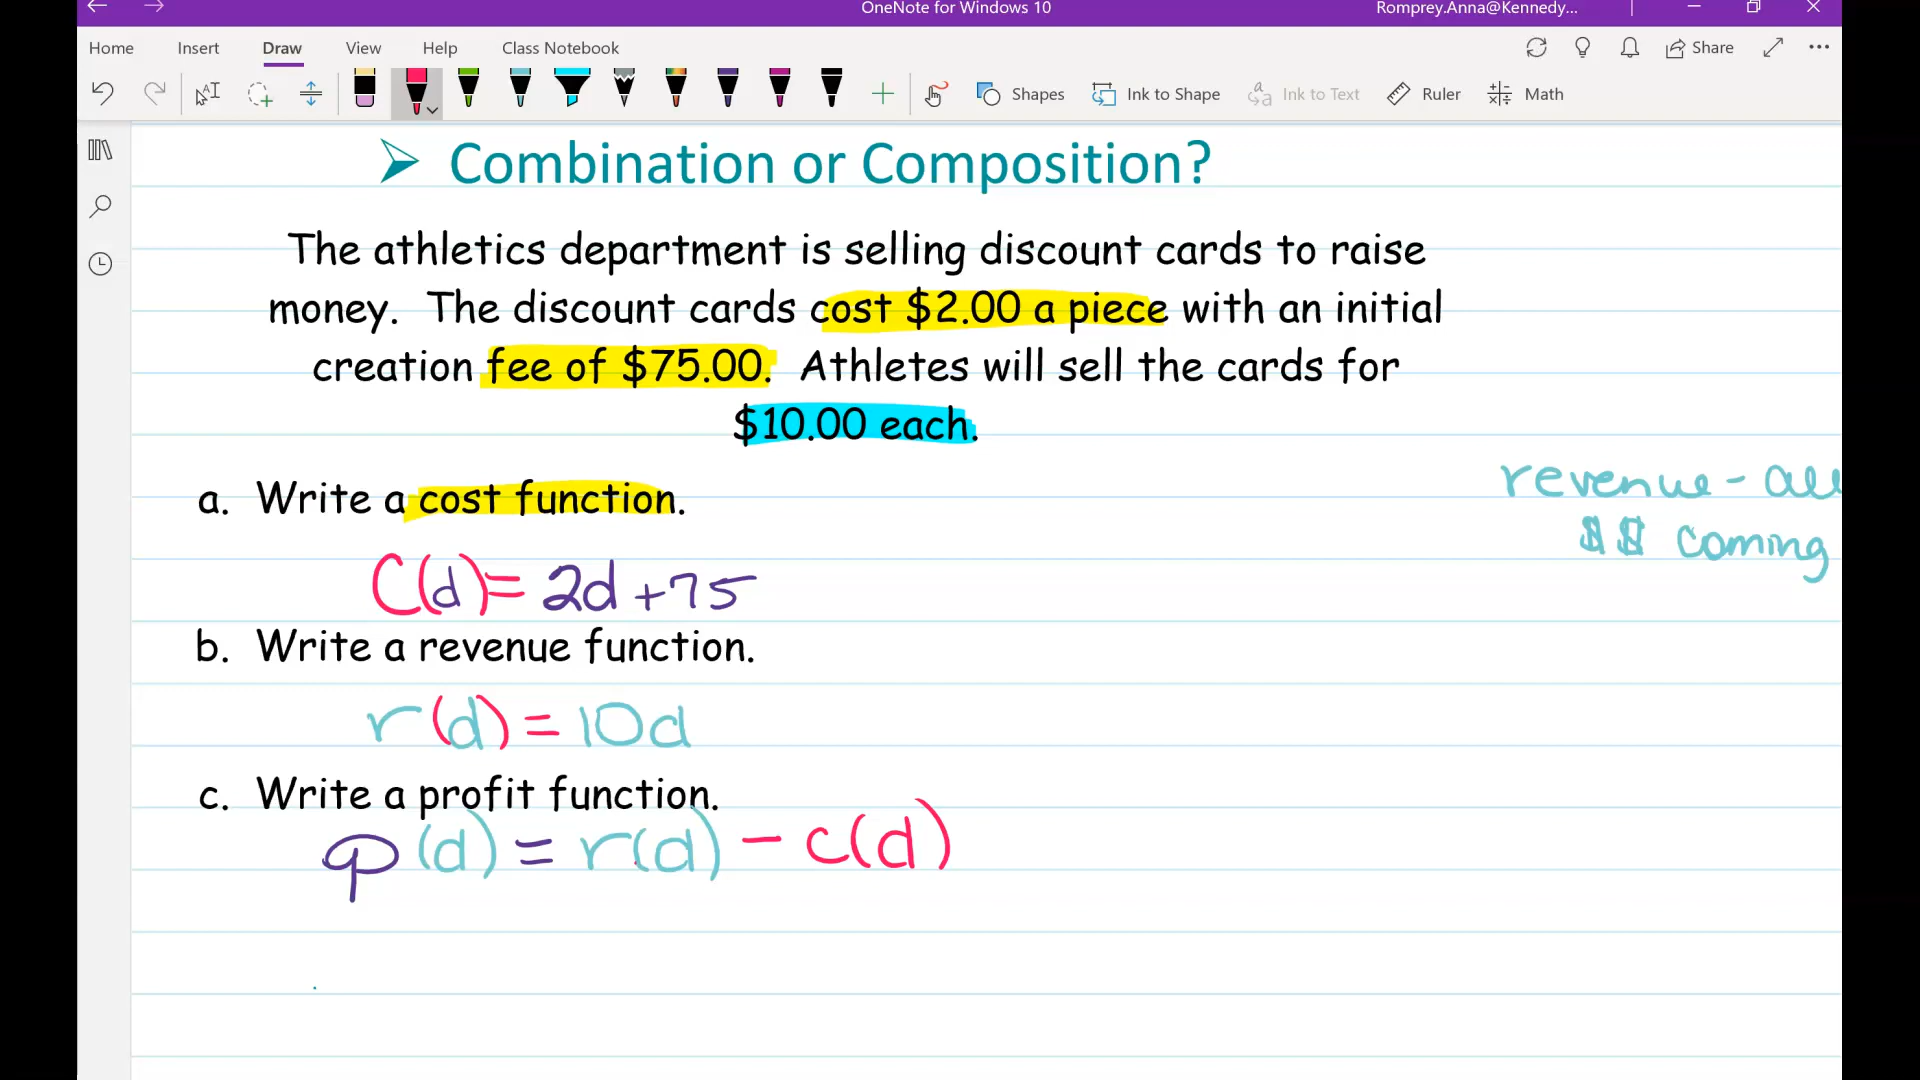 OneNote for Windows 10
Romprey.Anna@Kennedy...
Home Insert Draw View Help Class Notebook
Share
Shapes Ink to Shape Ink to Text Ruler Math
➢ Combination or Composition?
The athletics department is selling discount cards to raise
money. The discount cards cost $2.00 a piece with an initial
creation fee of $75.00. Athletes will sell the cards for
$10.00 each.
revenue - all
$$ coming
a. Write a cost function.
C(d) = 2d + 75
b. Write a revenue function.
r(d) = 10d
c. Write a profit function.
p(d) = r(d) - c(d)